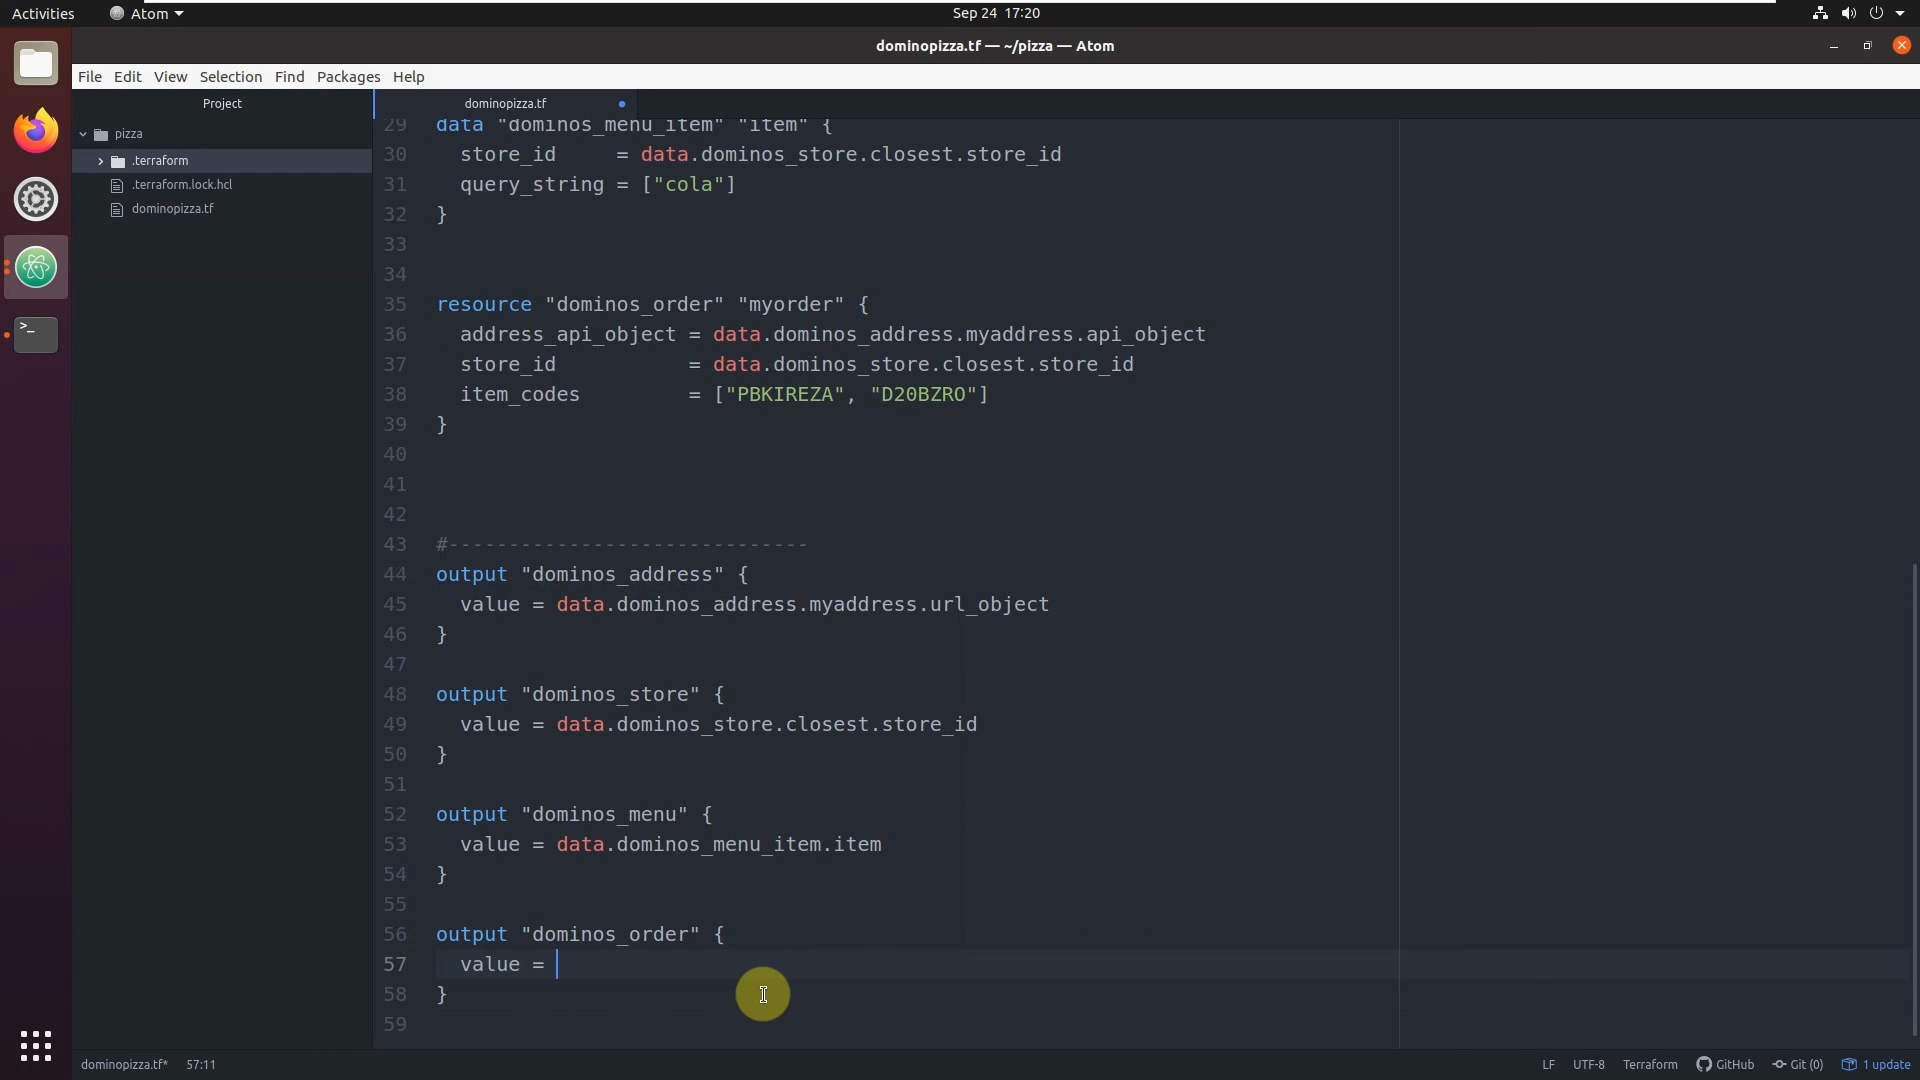 Activities
Atom
Sep 24 17:20
dominopizza.tf — ~/pizza — Atom
File Edit View Selection Find Packages Help
Project
dominopizza.tf
pizza
.terraform
.terraform.lock.hcl
dominopizza.tf
29 data "dominos_menu_item" "item" {
30   store_id     = data.dominos_store.closest.store_id
31   query_string = ["cola"]
32 }
33
34
35 resource "dominos_order" "myorder" {
36   address_api_object = data.dominos_address.myaddress.api_object
37   store_id           = data.dominos_store.closest.store_id
38   item_codes         = ["PBKIREZA", "D20BZRO"]
39 }
40
41
42
43 #------------------------------
44 output "dominos_address" {
45   value = data.dominos_address.myaddress.url_object
46 }
47
48 output "dominos_store" {
49   value = data.dominos_store.closest.store_id
50 }
51
52 output "dominos_menu" {
53   value = data.dominos_menu_item.item
54 }
55
56 output "dominos_order" {
57   value =
58 }
59
dominopizza.tf* 57:11
LF UTF-8 Terraform GitHub Git (0) 1 update